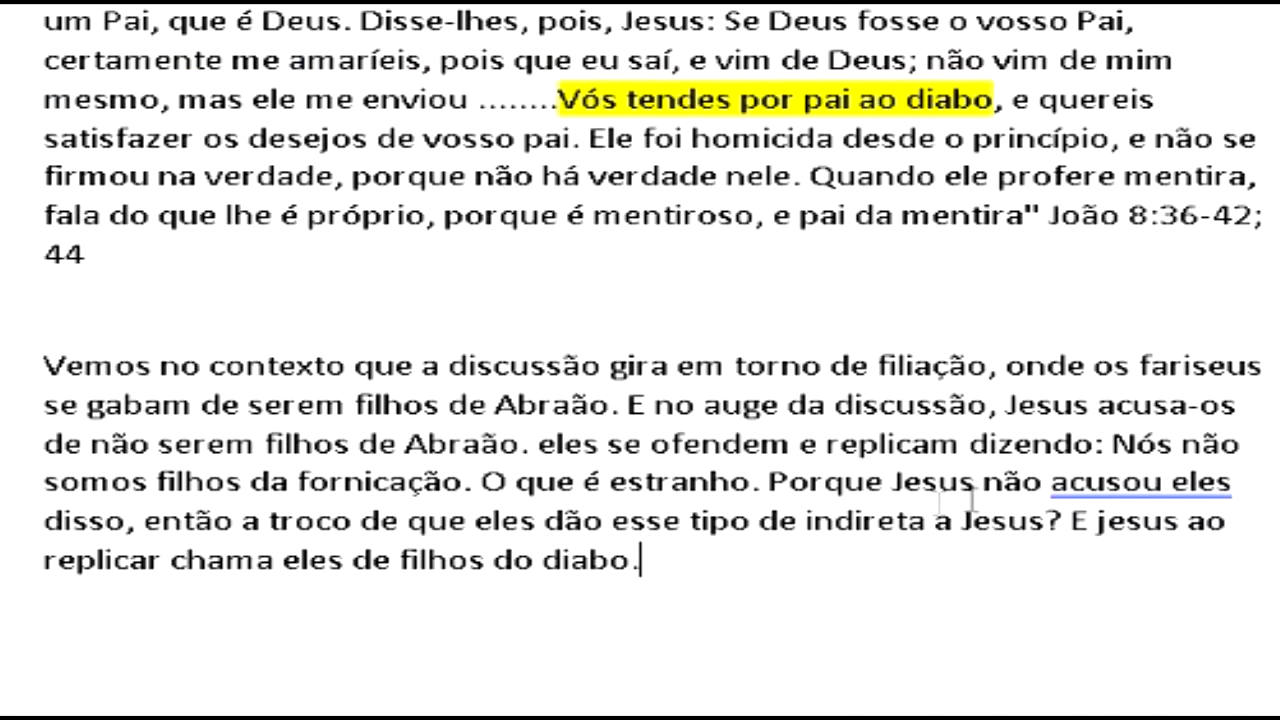 um Pai, que é Deus. Disse-lhes, pois, Jesus: Se Deus fosse o vosso Pai,
certamente me amaríeis, pois que eu saí, e vim de Deus; não vim de mim
mesmo, mas ele me enviou ........Vós tendes por pai ao diabo, e quereis
satisfazer os desejos de vosso pai. Ele foi homicida desde o princípio, e não se
firmou na verdade, porque não há verdade nele. Quando ele profere mentira,
fala do que lhe é próprio, porque é mentiroso, e pai da mentira" João 8:36-42;
44
Vemos no contexto que a discussão gira em torno de filiação, onde os fariseus
se gabam de serem filhos de Abraão. E no auge da discussão, Jesus acusa-os
de não serem filhos de Abraão. eles se ofendem e replicam dizendo: Nós não
somos filhos da fornicação. O que é estranho. Porque Jesus não acusou eles
disso, então a troco de que eles dão esse tipo de indireta a Jesus? E jesus ao
replicar chama eles de filhos do diabo.